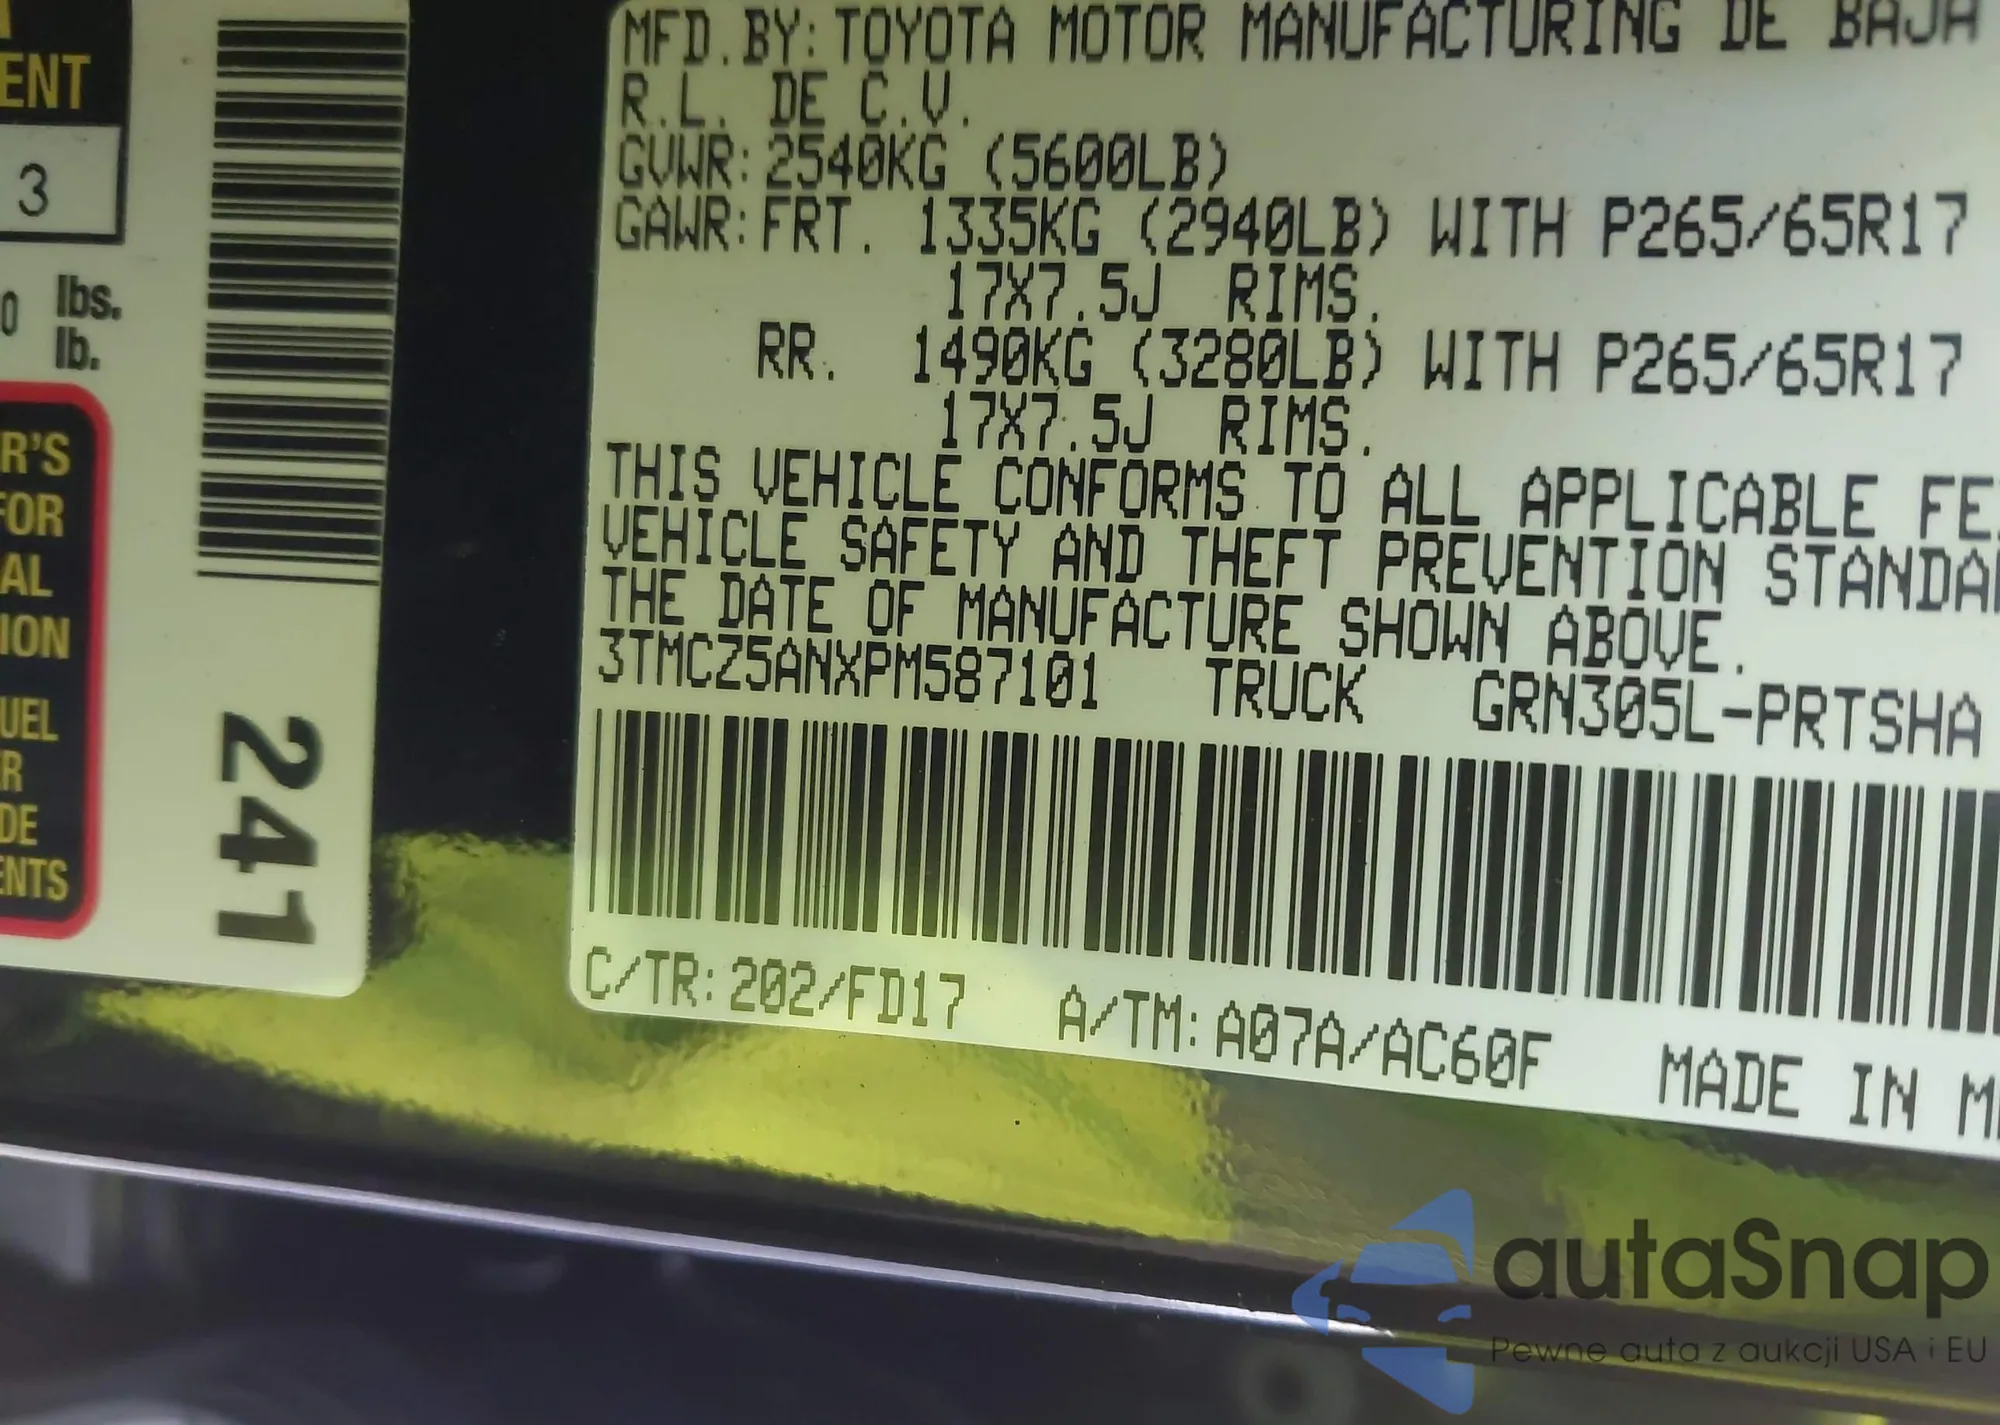 ENT
3
0 lbs.
lb.
R'S
FOR
AL
ION
UEL
ER
DE
ENTS
241
MFD.BY:TOYOTA MOTOR MANUFACTURING DE BAJA
R.L. DE C.V.
GVWR:2540KG (5600LB)
GAWR:FRT. 1335KG (2940LB) WITH P265/65R17
17X7.5J RIMS.
RR. 1490KG (3280LB) WITH P265/65R17
17X7.5J RIMS.
THIS VEHICLE CONFORMS TO ALL APPLICABLE FE
VEHICLE SAFETY AND THEFT PREVENTION STANDA
THE DATE OF MANUFACTURE SHOWN ABOVE.
3TMCZ5ANXPM587101 TRUCK GRN305L-PRTSHA
C/TR:202/FD17 A/TM:A07A/AC60F MADE IN M
autaSnap
Pewne auta z aukcji USA i EU